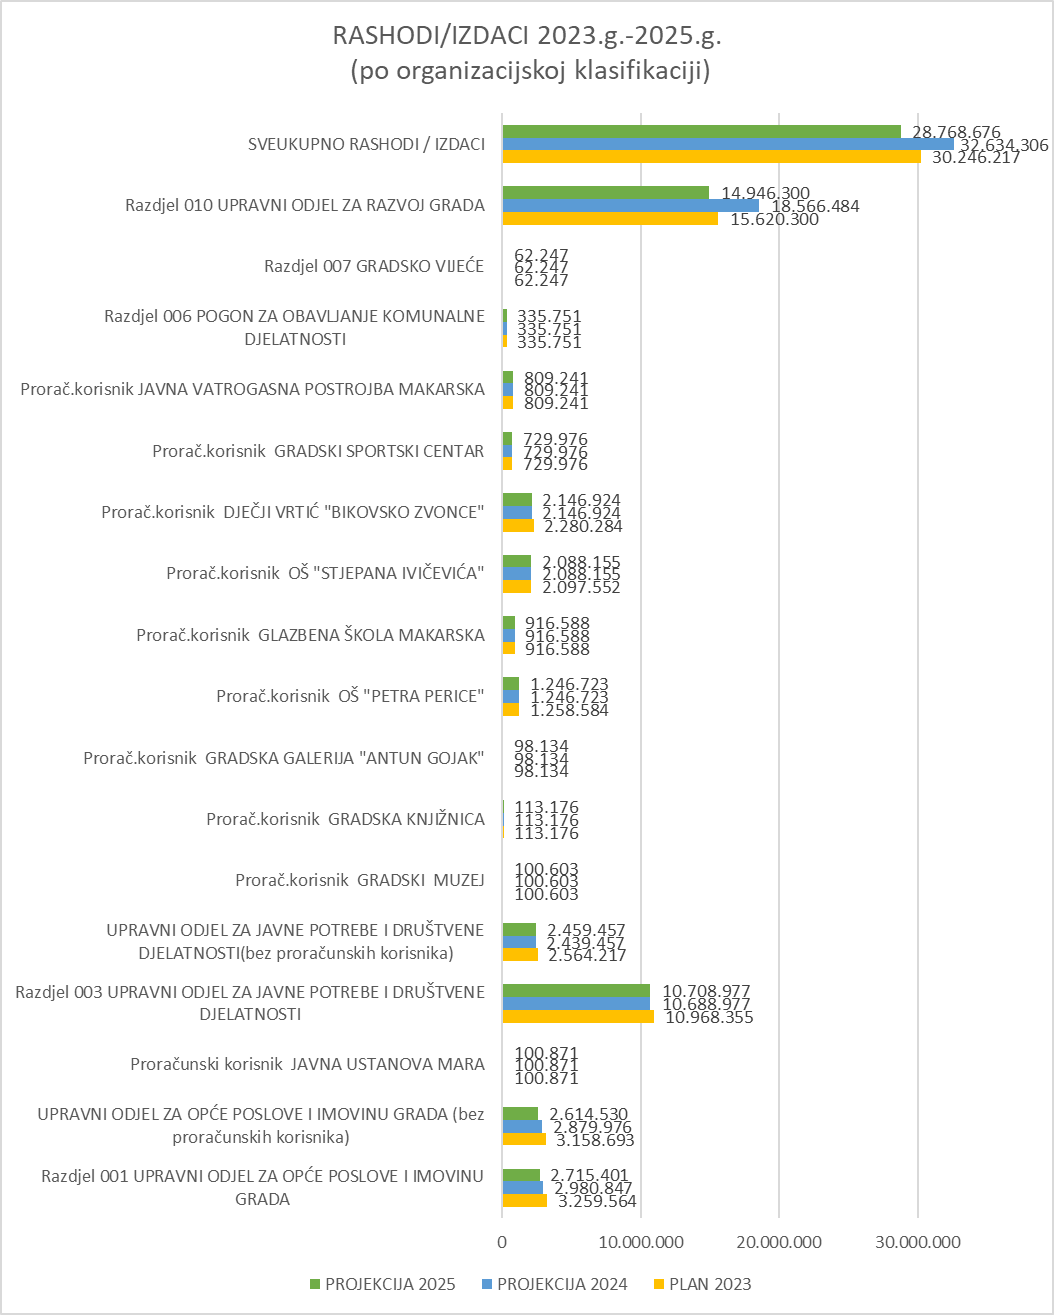 RASHODI/IZDACI 2023.g.-2025.g.
(po organizacijskoj klasifikaciji)
SVEUKUPNO RASHODI / IZDACI
28.768.676
32.634.306
30.246.217
Razdjel 010 UPRAVNI ODJEL ZA RAZVOJ GRADA
14.946.300
18.566.484
15.620.300
Razdjel 007 GRADSKO VIJEĆE
62.247
62.247
62.247
Razdjel 006 POGON ZA OBAVLJANJE KOMUNALNE
DJELATNOSTI
335.751
335.751
335.751
Prorač.korisnik JAVNA VATROGASNA POSTROJBA MAKARSKA
809.241
809.241
809.241
Prorač.korisnik  GRADSKI SPORTSKI CENTAR
729.976
729.976
729.976
Prorač.korisnik  DJEČJI VRTIĆ "BIKOVSKO ZVONCE"
2.146.924
2.146.924
2.280.284
Prorač.korisnik  OŠ "STJEPANA IVIČEVIĆA"
2.088.155
2.088.155
2.097.552
Prorač.korisnik  GLAZBENA ŠKOLA MAKARSKA
916.588
916.588
916.588
Prorač.korisnik  OŠ "PETRA PERICE"
1.246.723
1.246.723
1.258.584
Prorač.korisnik  GRADSKA GALERIJA "ANTUN GOJAK"
98.134
98.134
98.134
Prorač.korisnik  GRADSKA KNJIŽNICA
113.176
113.176
113.176
Prorač.korisnik  GRADSKI  MUZEJ
100.603
100.603
100.603
UPRAVNI ODJEL ZA JAVNE POTREBE I DRUŠTVENE
DJELATNOSTI(bez proračunskih korisnika)
2.459.457
2.439.457
2.564.217
Razdjel 003 UPRAVNI ODJEL ZA JAVNE POTREBE I DRUŠTVENE
DJELATNOSTI
10.708.977
10.688.977
10.968.355
Proračunski korisnik  JAVNA USTANOVA MARA
100.871
100.871
100.871
UPRAVNI ODJEL ZA OPĆE POSLOVE I IMOVINU GRADA (bez
proračunskih korisnika)
2.614.530
2.879.976
3.158.693
Razdjel 001 UPRAVNI ODJEL ZA OPĆE POSLOVE I IMOVINU
GRADA
2.715.401
2.980.847
3.259.564
0 10.000.000 20.000.000 30.000.000
PROJEKCIJA 2025 PROJEKCIJA 2024 PLAN 2023